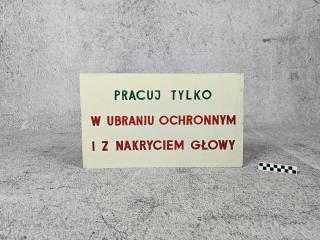 PRACUJ TYLKO
W UBRANIU OCHRONNYM
I Z NAKRYCIEM GŁOWY